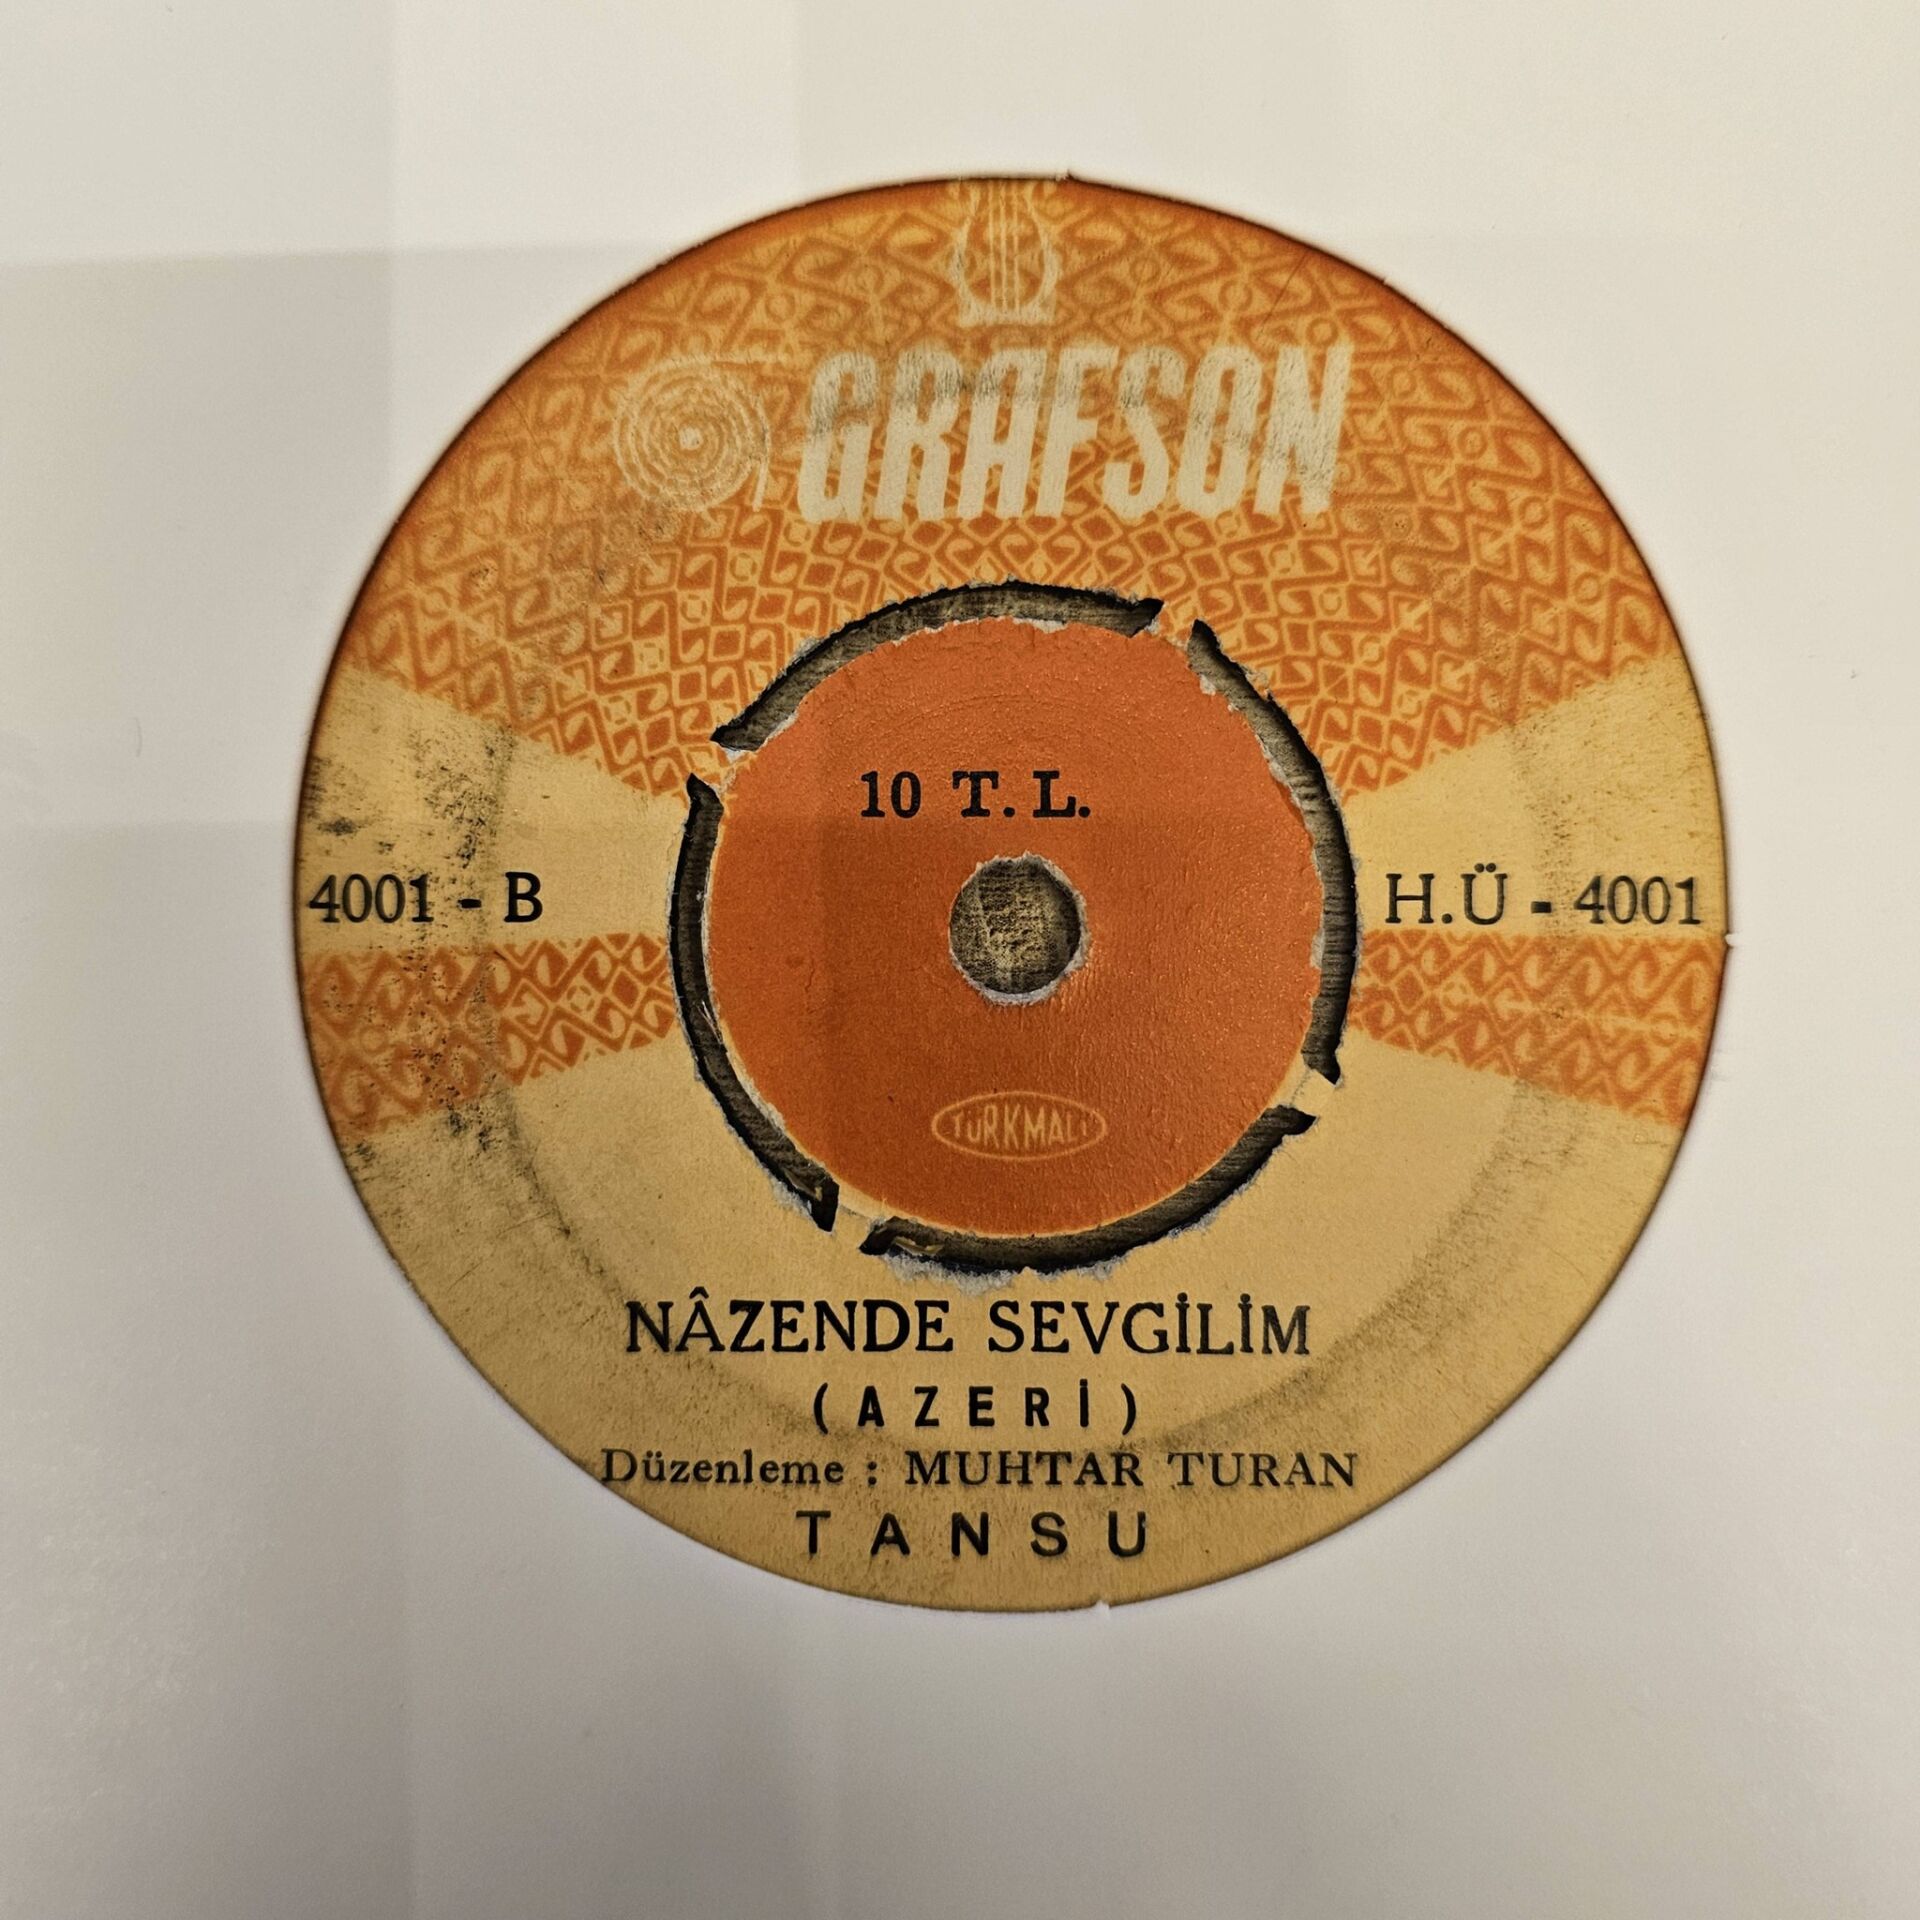 GRAFSON
10 T.L.
4001 - B
H.Ü - 4001
TÜRKMALI
NÂZENDE SEVGİLİM
(AZERİ)
Düzenleme : MUHTAR TURAN
TANSU